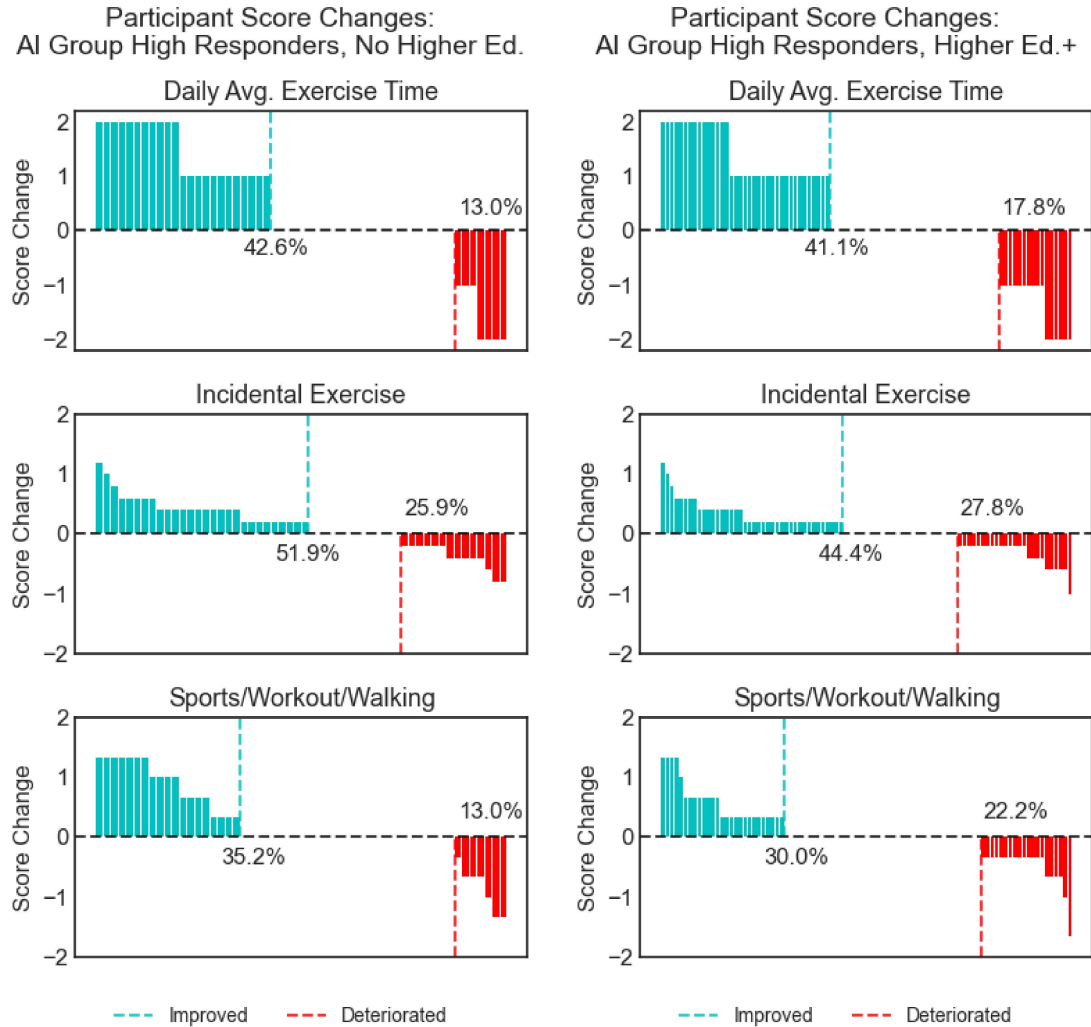 Participant Score Changes:
AI Group High Responders, No Higher Ed.
Daily Avg. Exercise Time
Score Change
2
1
0
−1
−2
42.6%
13.0%
Incidental Exercise
Score Change
2
1
0
−1
−2
51.9%
25.9%
Sports/Workout/Walking
Score Change
2
1
0
−1
−2
35.2%
13.0%
Improved
Deteriorated
Participant Score Changes:
AI Group High Responders, Higher Ed.+
Daily Avg. Exercise Time
Score Change
2
1
0
−1
−2
41.1%
17.8%
Incidental Exercise
Score Change
2
1
0
−1
−2
44.4%
27.8%
Sports/Workout/Walking
Score Change
2
1
0
−1
−2
30.0%
22.2%
Improved
Deteriorated